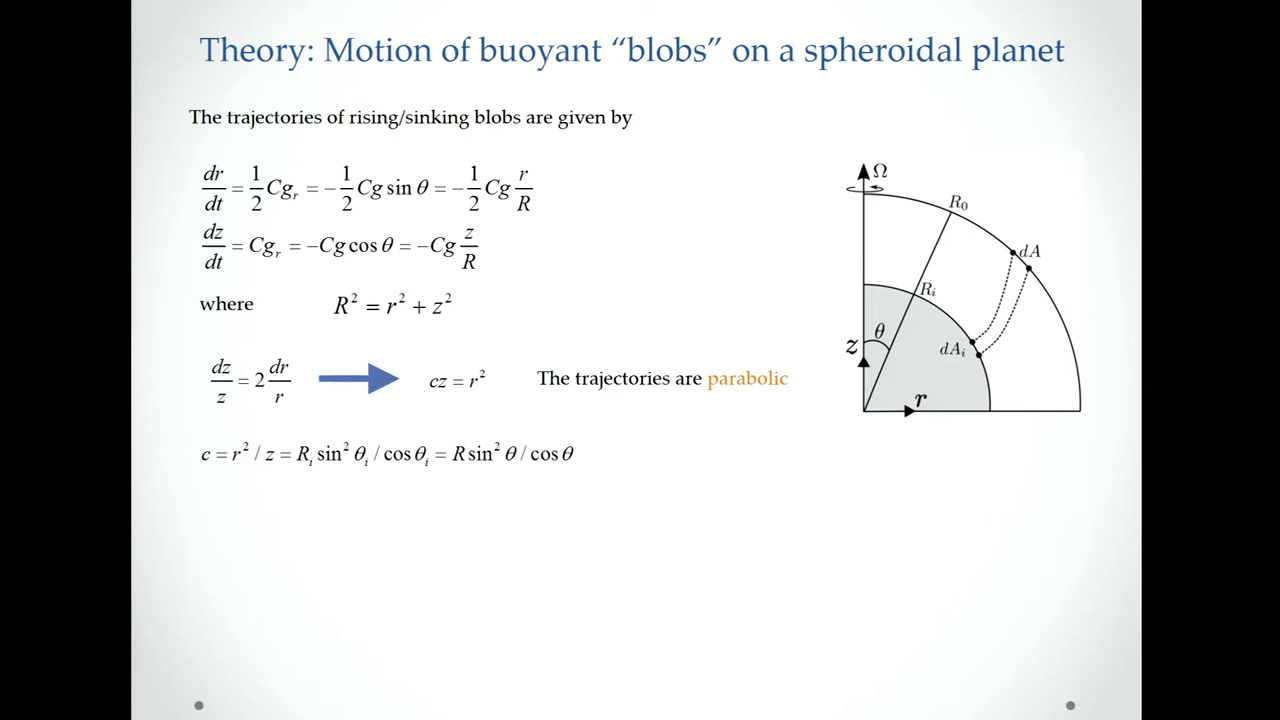 Theory: Motion of buoyant “blobs” on a spheroidal planet
The trajectories of rising/sinking blobs are given by
dr/dt = 1/2 Cg_r = −1/2 Cg sin θ = −1/2 Cg r/R
dz/dt = Cg_r = −Cg cos θ = −Cg z/R
where R² = r² + z²
dz/z = 2 dr/r cz = r² The trajectories are parabolic
c = r² / z = R_i sin² θ_i / cos θ_i = R sin² θ / cos θ
Ω
R₀
dA
R_i
θ
z
dA_i
r